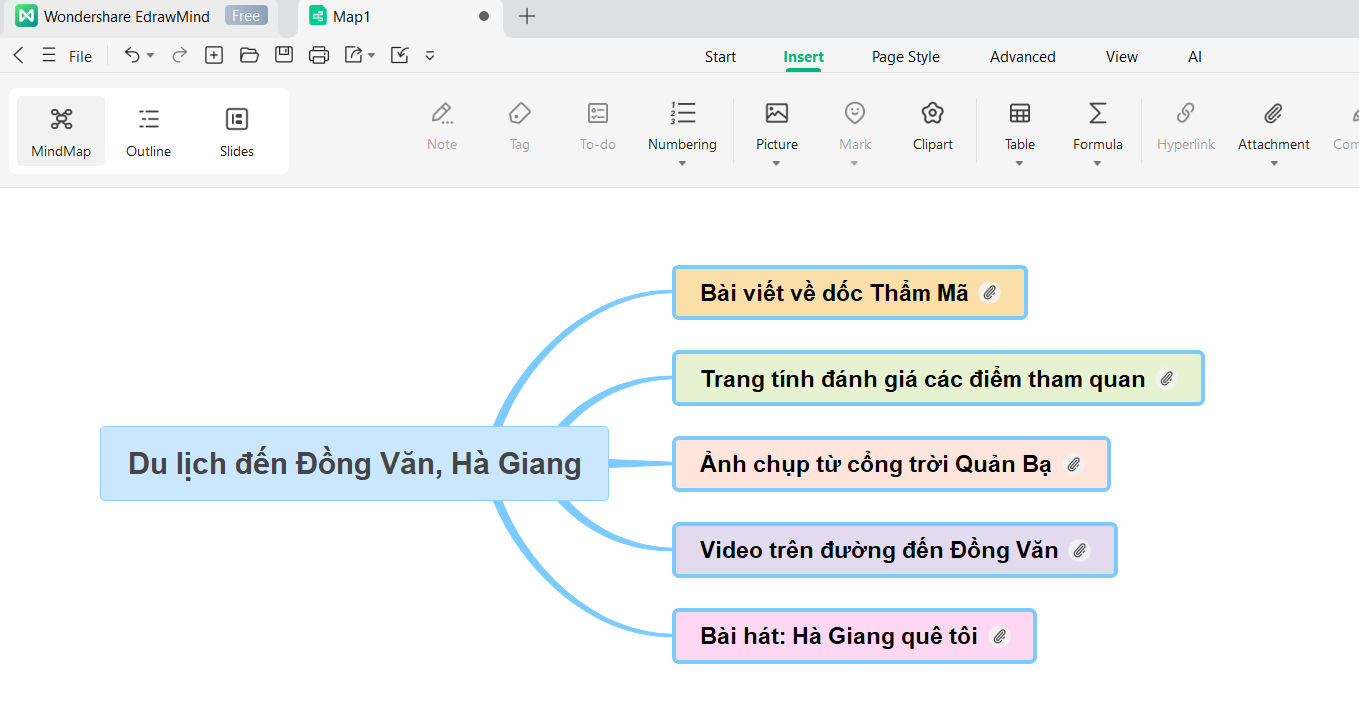 Wondershare EdrawMind Free Map1
File Start Insert Page Style Advanced View AI
MindMap Outline Slides Note Tag To-do Numbering Picture Mark Clipart Table Formula Hyperlink Attachment Com
Bài viết về dốc Thẩm Mã
Trang tính đánh giá các điểm tham quan
Du lịch đến Đồng Văn, Hà Giang
Ảnh chụp từ cổng trời Quản Bạ
Video trên đường đến Đồng Văn
Bài hát: Hà Giang quê tôi